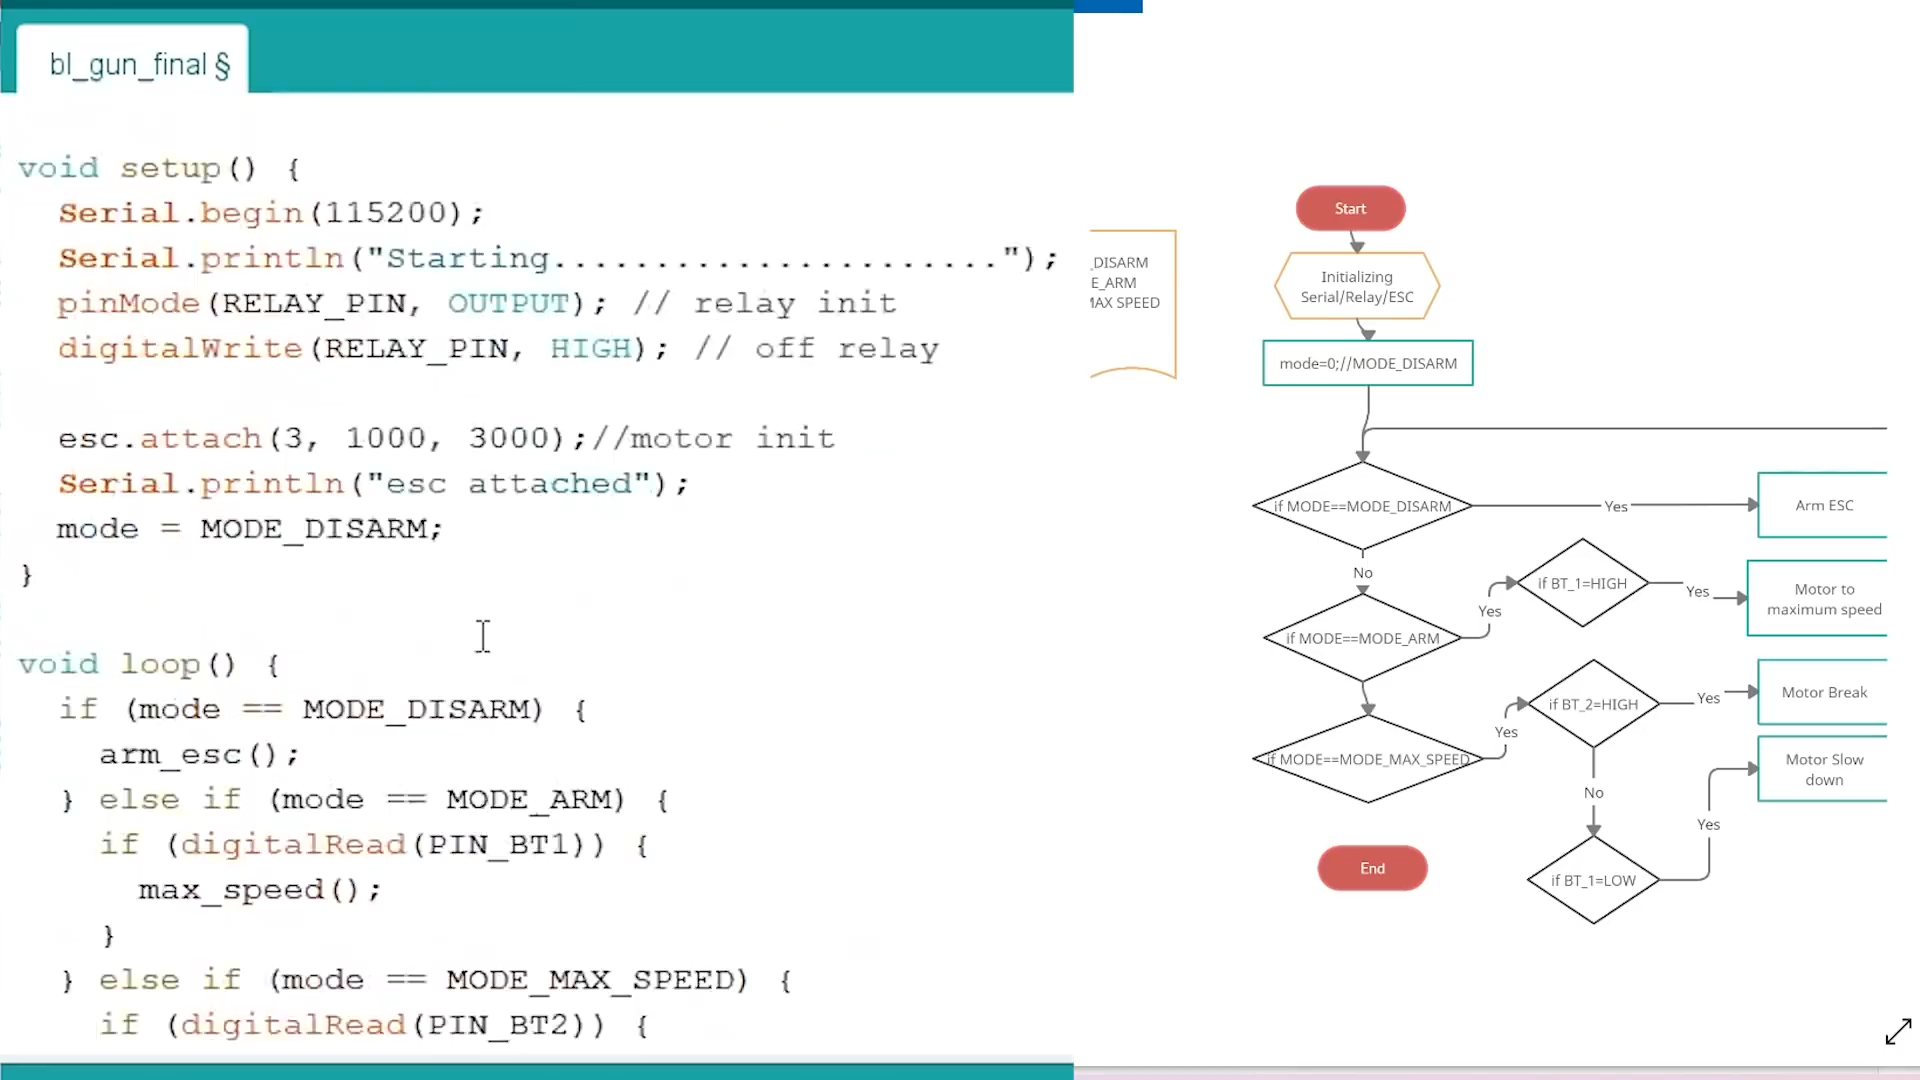 bl_gun_final §
void setup() {
Serial.begin(115200);
Serial.println("Starting......................");
pinMode(RELAY_PIN, OUTPUT); // relay init
digitalWrite(RELAY_PIN, HIGH); // off relay
esc.attach(3, 1000, 3000);//motor init
Serial.println("esc attached");
mode = MODE_DISARM;
}
void loop() {
if (mode == MODE_DISARM) {
arm_esc();
} else if (mode == MODE_ARM) {
if (digitalRead(PIN_BT1)) {
max_speed();
}
} else if (mode == MODE_MAX_SPEED) {
if (digitalRead(PIN_BT2)) {
_DISARM
E_ARM
MAX SPEED
Start
Initializing
Serial/Relay/ESC
mode=0;//MODE_DISARM
if MODE==MODE_DISARM
Yes
Arm ESC
No
if MODE==MODE_ARM
Yes
if BT_1=HIGH
Yes
Motor to
maximum speed
if MODE==MODE_MAX_SPEED
Yes
if BT_2=HIGH
Yes
Motor Break
No
if BT_1=LOW
Yes
Motor Slow
down
End